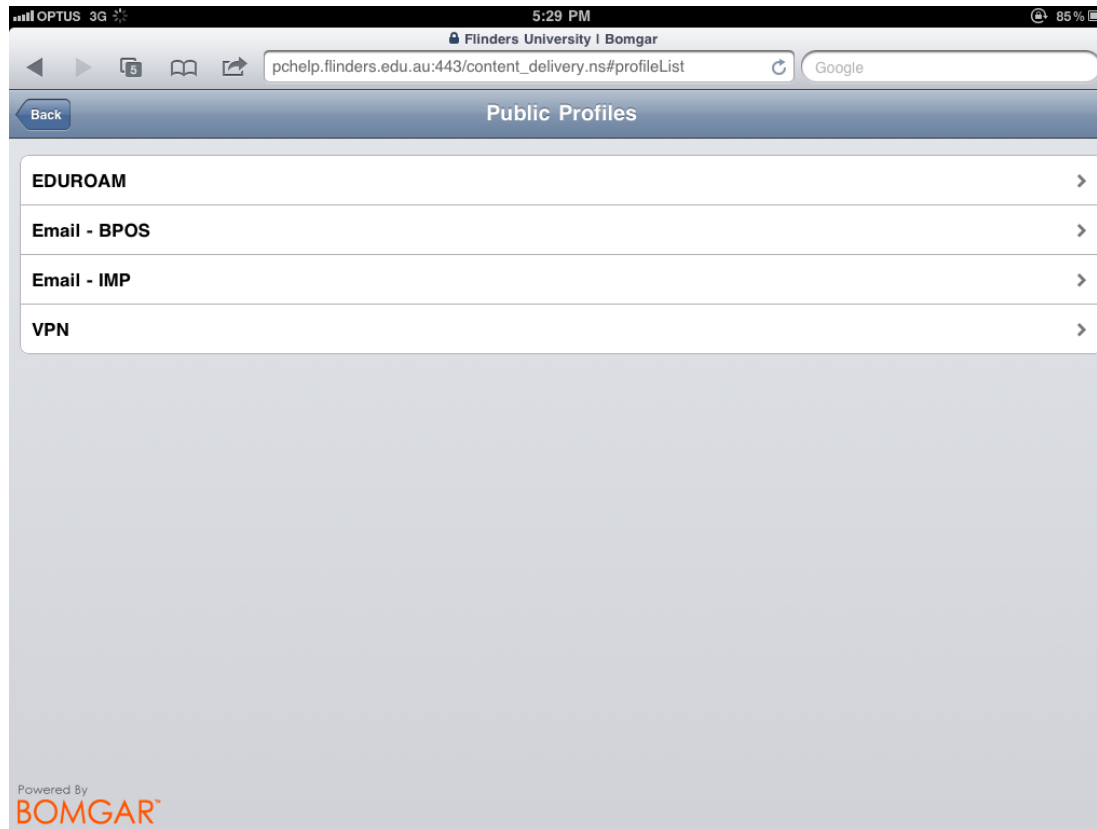 OPTUS 3G 5:29 PM 85%
Flinders University | Bomgar
5 pchelp.flinders.edu.au:443/content_delivery.ns#profileList Google
Back Public Profiles
EDUROAM
Email - BPOS
Email - IMP
VPN
Powered By
BOMGAR™